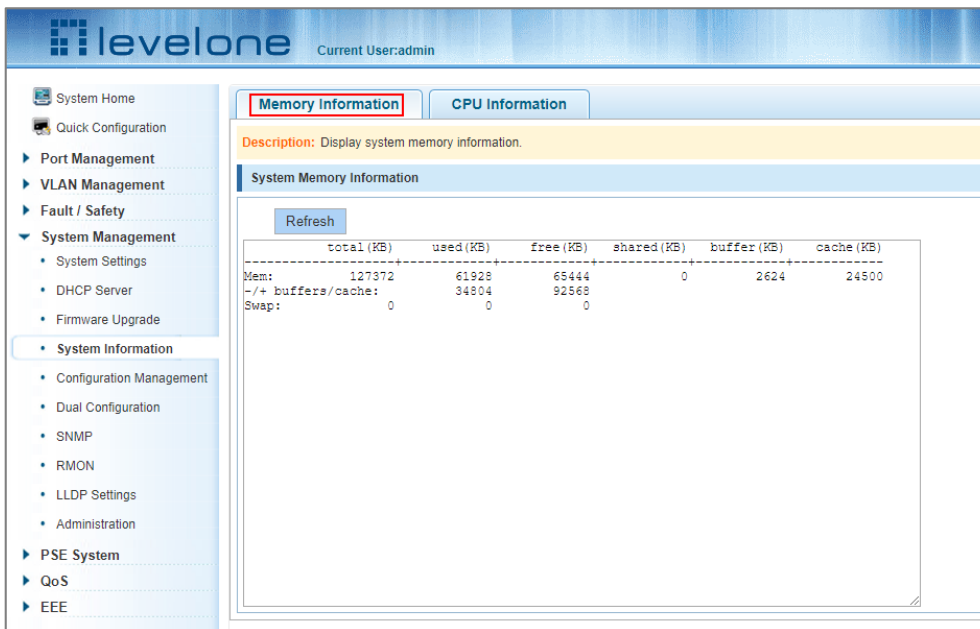 levelone
Current User:admin
System Home
Quick Configuration
Port Management
VLAN Management
Fault / Safety
System Management
System Settings
DHCP Server
Firmware Upgrade
System Information
Configuration Management
Dual Configuration
SNMP
RMON
LLDP Settings
Administration
PSE System
QoS
EEE
Memory Information
CPU Information
Description: Display system memory information.
System Memory Information
Refresh
total(KB) used(KB) free(KB) shared(KB) buffer(KB) cache(KB)
---------------------+------------+------------+------------+-------------+------------
Mem: 127372 61928 65444 0 2624 24500
-/+ buffers/cache: 34804 92568
Swap: 0 0 0